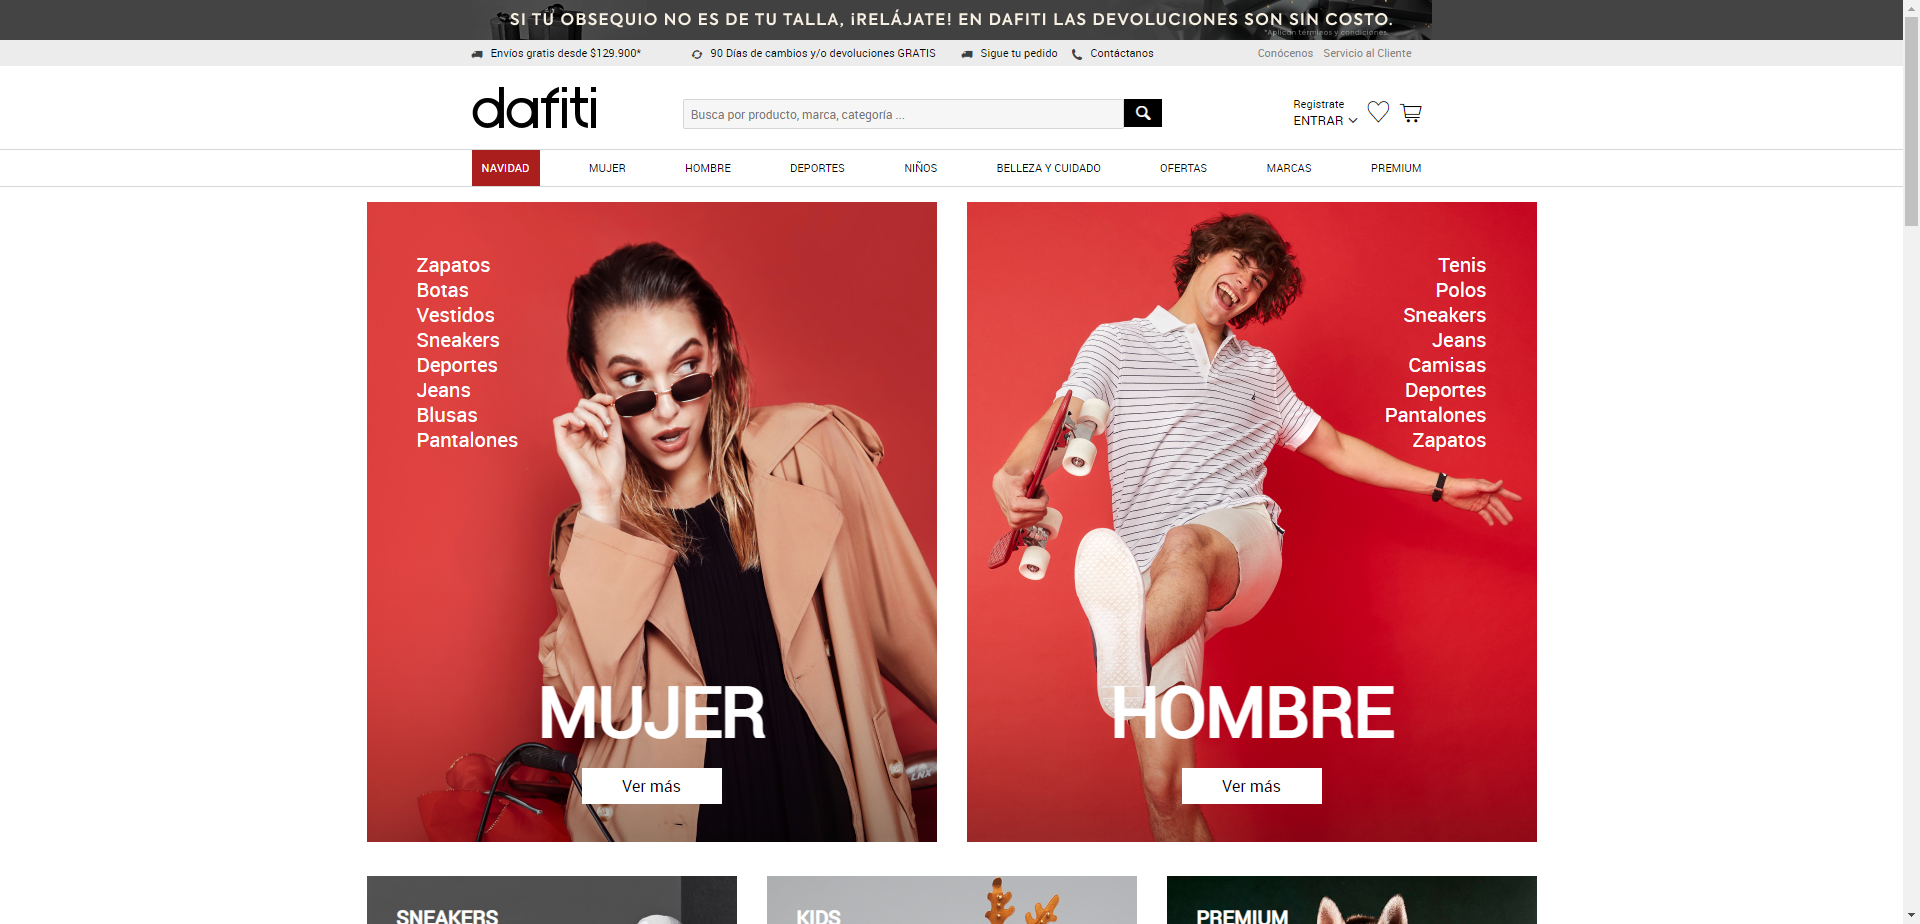 SI TU OBSEQUIO NO ES DE TU TALLA, ¡RELÁJATE! EN DAFITI LAS DEVOLUCIONES SON SIN COSTO.
*Aplican términos y condiciones.
Envíos gratis desde $129.900*
90 Días de cambios y/o devoluciones GRATIS
Sigue tu pedido
Contáctanos
Conócenos
Servicio al Cliente
dafiti
Busca por producto, marca, categoría ...
Registrate
ENTRAR
NAVIDAD
MUJER
HOMBRE
DEPORTES
NIÑOS
BELLEZA Y CUIDADO
OFERTAS
MARCAS
PREMIUM
Zapatos
Botas
Vestidos
Sneakers
Deportes
Jeans
Blusas
Pantalones
MUJER
Ver más
Tenis
Polos
Sneakers
Jeans
Camisas
Deportes
Pantalones
Zapatos
HOMBRE
Ver más
SNEAKERS
KIDS
PREMIUM